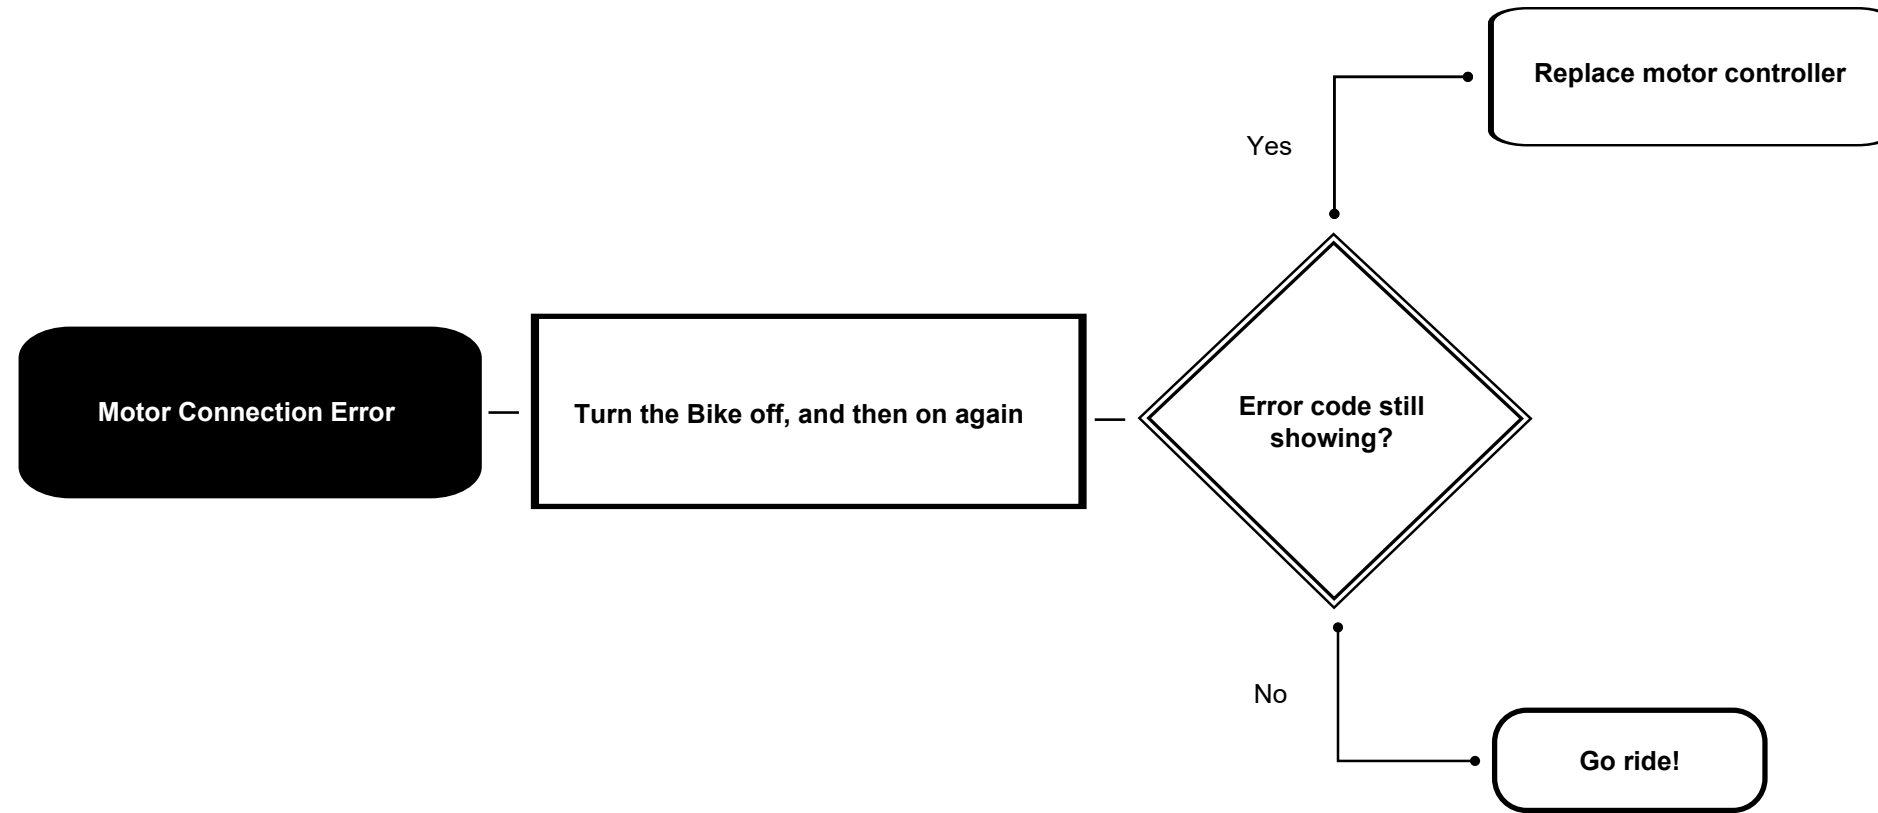 Replace motor controller
Yes
Motor Connection Error
Turn the Bike off, and then on again
Error code still
showing?
No
Go ride!